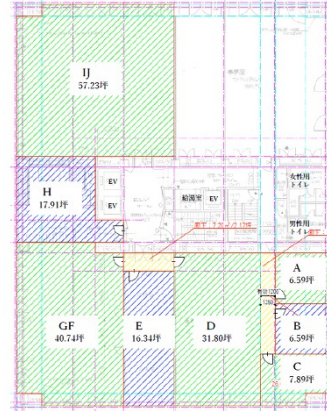 IJ
57.23坪
H
17.91坪
EV
EV
給湯室
EV
女性用
トイレ
男性用
トイレ
A
6.59坪
B
6.59坪
C
7.89坪
GF
40.74坪
E
16.34坪
D
31.80坪